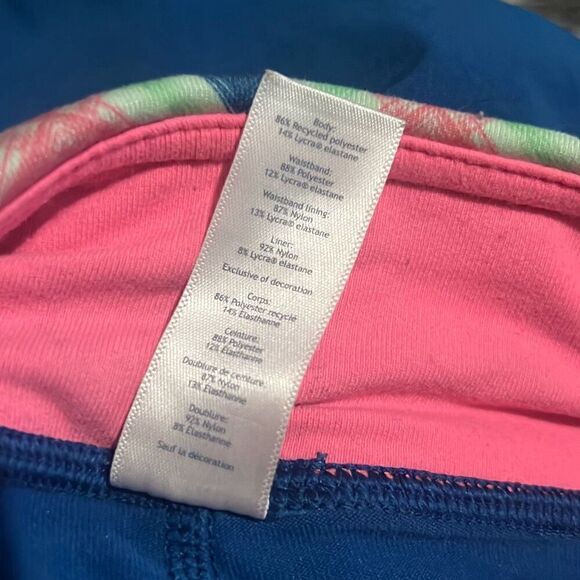 Body:
86% Recycled polyester
14% Lycra® elastane
Waistband:
88% Polyester
12% Lycra® elastane
Waistband lining:
87% Nylon
13% Lycra® elastane
Liner:
92% Nylon
8% Lycra® elastane
Exclusive of decoration
Corps:
86% Polyester recyclé
14% Élasthanne
Ceinture:
88% Polyester
12% Élasthanne
Doublure de ceinture:
87% Nylon
13% Élasthanne
Doublure:
92% Nylon
8% Élasthanne
Sauf la décoration